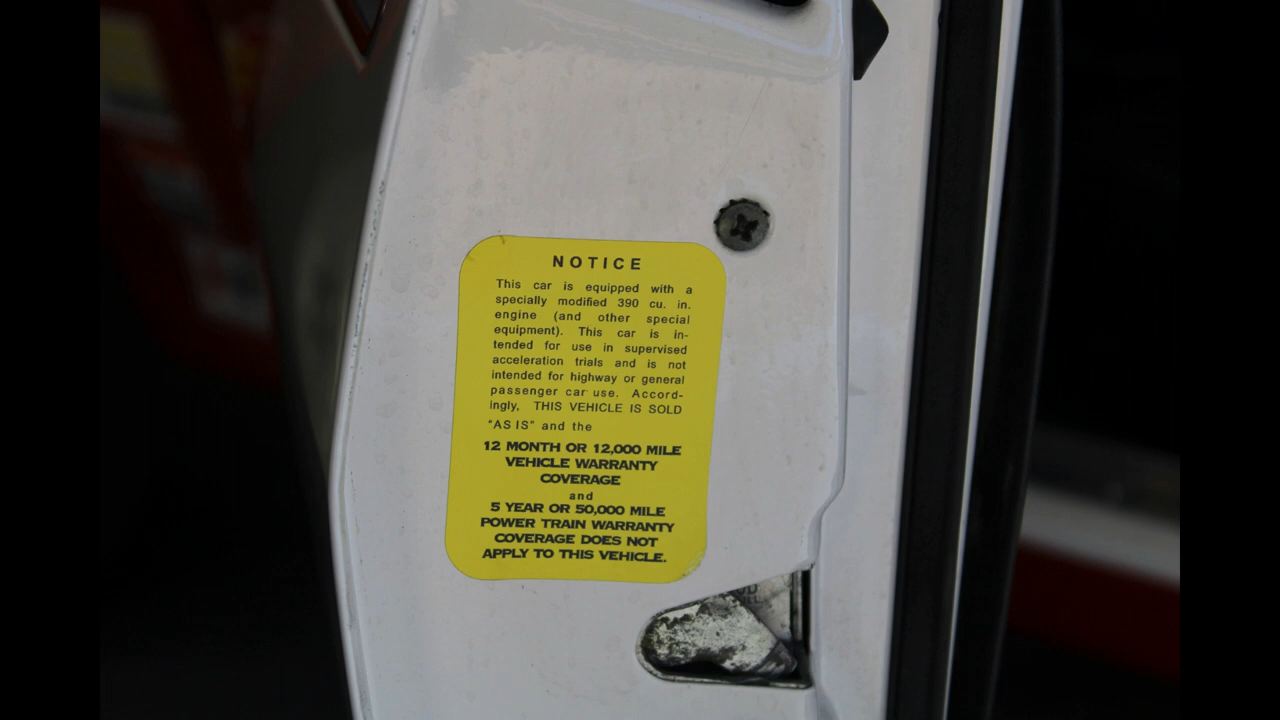 NOTICE
This car is equipped with a
specially modified 390 cu. in.
engine (and other special
equipment). This car is in-
tended for use in supervised
acceleration trials and is not
intended for highway or general
passenger car use. Accord-
ingly, THIS VEHICLE IS SOLD
"AS IS" and the
12 MONTH OR 12,000 MILE
VEHICLE WARRANTY
COVERAGE
and
5 YEAR OR 50,000 MILE
POWER TRAIN WARRANTY
COVERAGE DOES NOT
APPLY TO THIS VEHICLE.